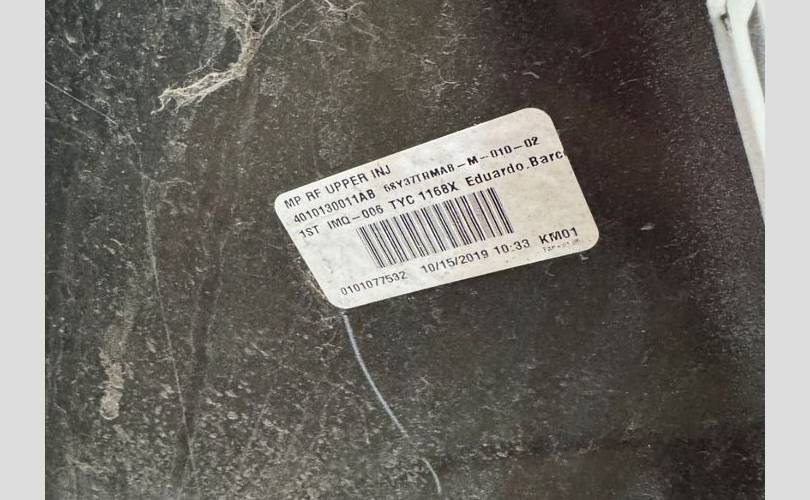 MP RF UPPER INJ
4010130011AB M-010-02
1ST IMQ-006 TYC 1168X Eduardo.Barc
0101077532 10/15/2019 10:33 KM01